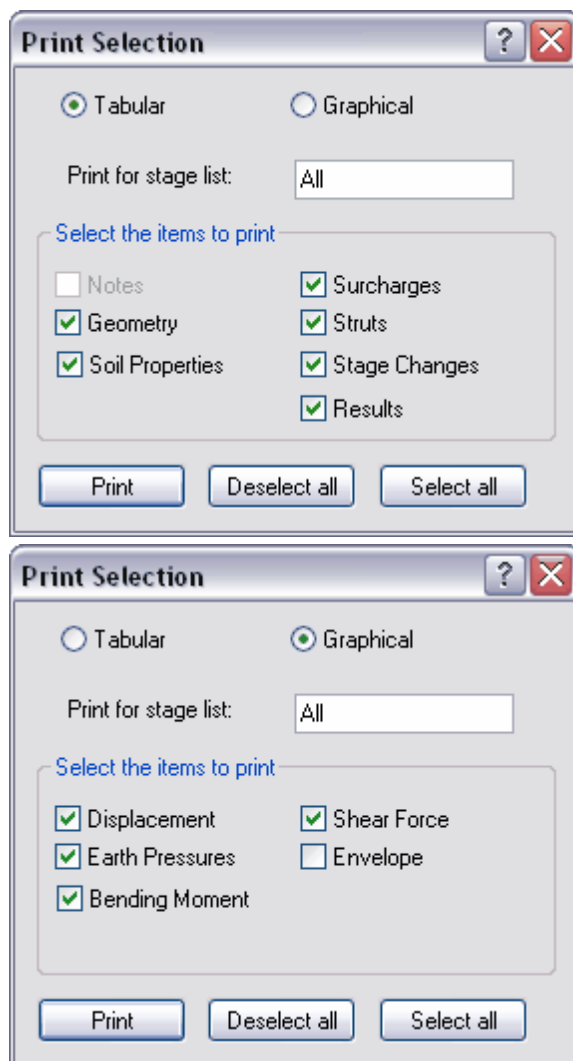 Print Selection
Tabular Graphical
Print for stage list: All
Select the items to print
Notes Surcharges
Geometry Struts
Soil Properties Stage Changes
Results
Print Deselect all Select all
Print Selection
Tabular Graphical
Print for stage list: All
Select the items to print
Displacement Shear Force
Earth Pressures Envelope
Bending Moment
Print Deselect all Select all